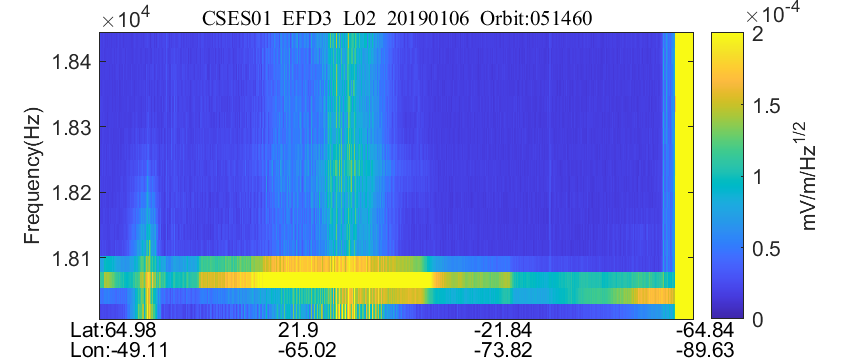 ×10⁴ CSES01 EFD3 L02 20190106 Orbit:051460 ×10⁻⁴
1.84
1.83
1.82
1.81
Frequency(Hz)
2
1.5
1
0.5
0
mV/m/Hz^1/2
Lat:64.98 21.9 -21.84 -64.84
Lon:-49.11 -65.02 -73.82 -89.63